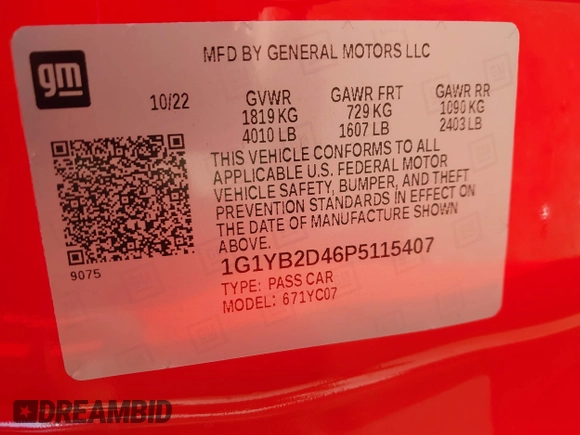 gm
MFD BY GENERAL MOTORS LLC
10/22 GVWR GAWR FRT GAWR RR
1819 KG 729 KG 1090 KG
4010 LB 1607 LB 2403 LB
THIS VEHICLE CONFORMS TO ALL
APPLICABLE U.S. FEDERAL MOTOR
VEHICLE SAFETY, BUMPER, AND THEFT
PREVENTION STANDARDS IN EFFECT ON
THE DATE OF MANUFACTURE SHOWN
ABOVE.
9075
1G1YB2D46P5115407
TYPE: PASS CAR
MODEL: 671YC07
DREAMBID